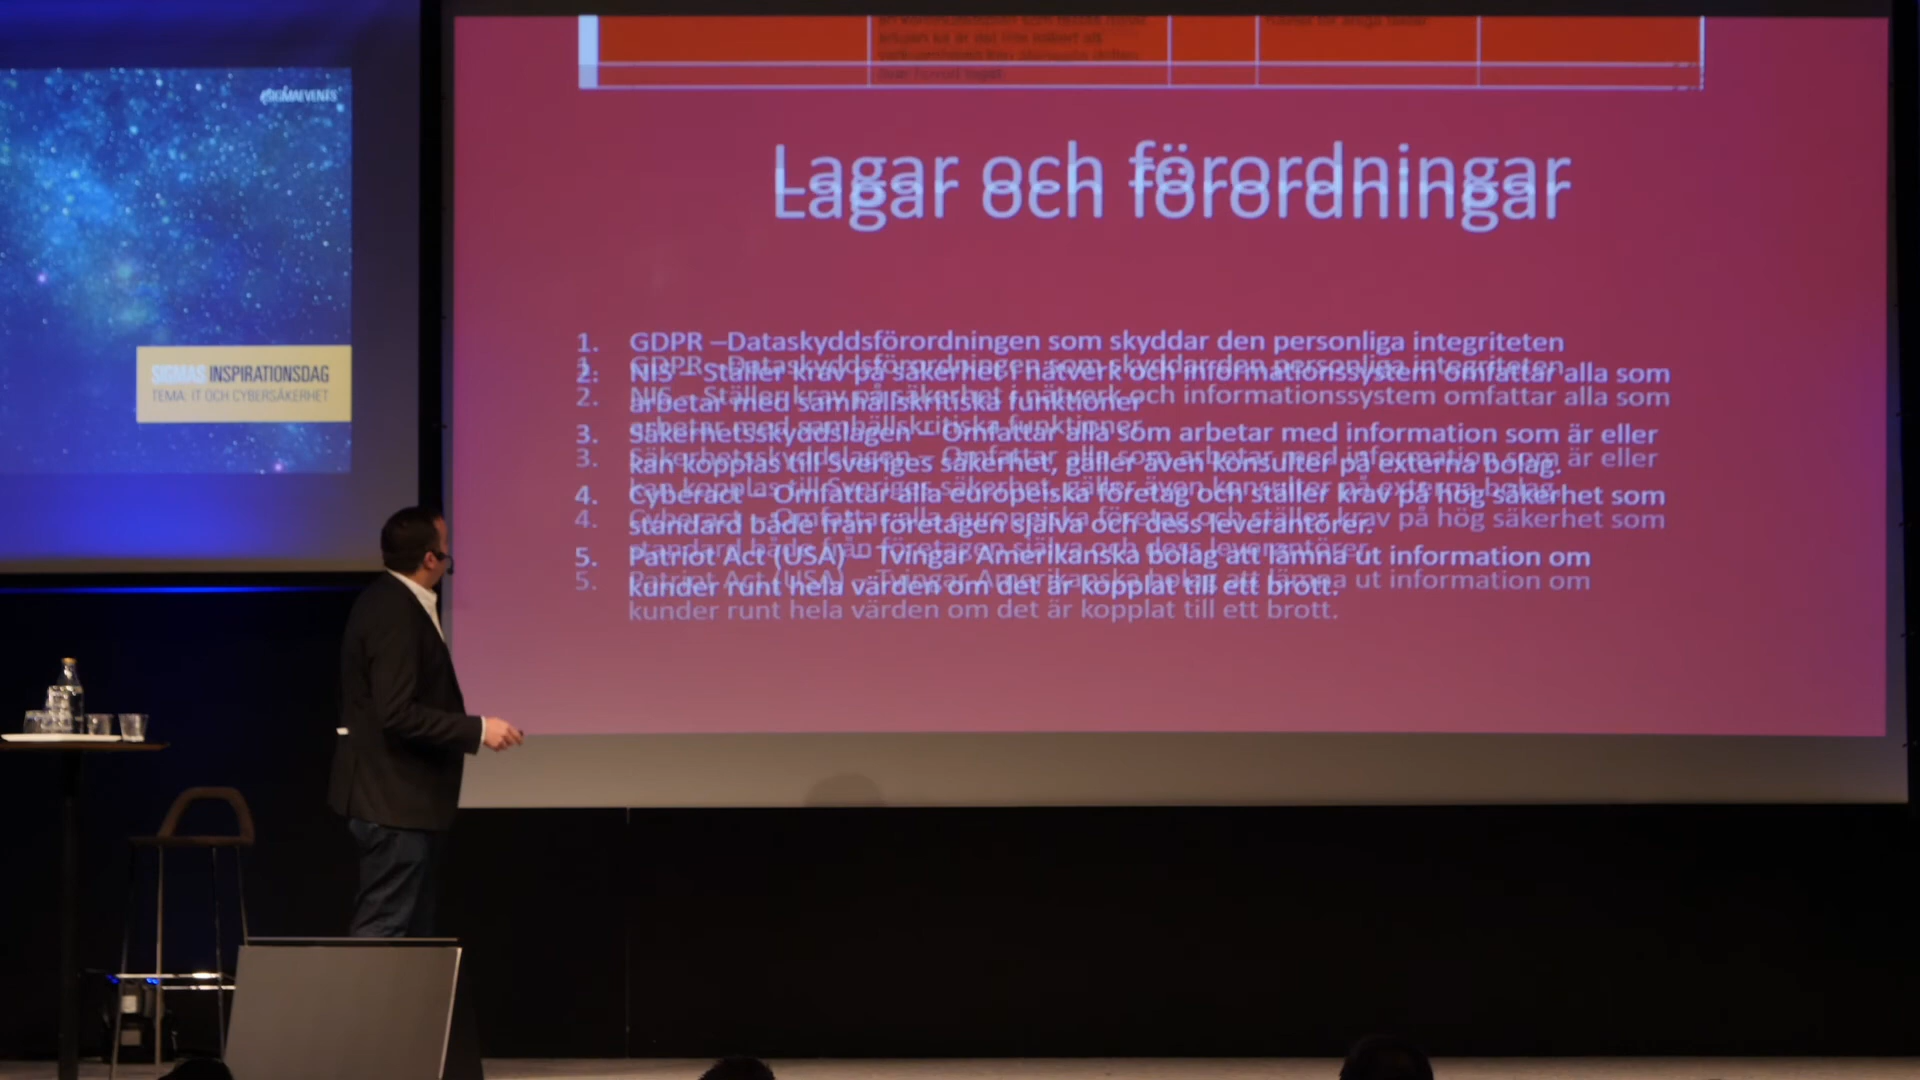 #SIGMAEVENTS
SIGMAS INSPIRATIONSDAG
TEMA: IT OCH CYBERSÄKERHET
Lagar och förordningar
1. GDPR –Dataskyddsförordningen som skyddar den personliga integriteten
2. NIS – Ställer krav på säkerhet i nätverk och informationssystem omfattar alla som
arbetar med samhällskritiska funktioner
3. Säkerhetsskyddslagen – Omfattar alla som arbetar med information som är eller
kan kopplas till Sveriges säkerhet, gäller även konsulter på externa bolag.
4. Cyberact – Omfattar alla europeiska företag och ställer krav på hög säkerhet som
standard både från företagen själva och dess leverantörer.
5. Patriot Act (USA) – Tvingar Amerikanska bolag att lämna ut information om
kunder runt hela värden om det är kopplat till ett brott.